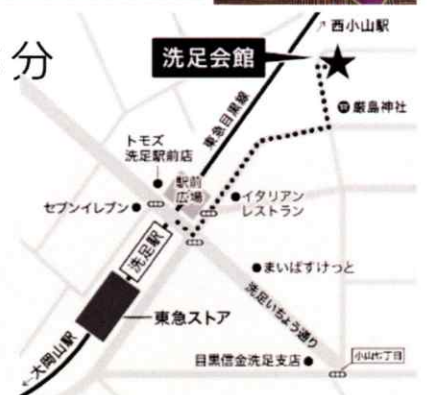 西小山駅
分
洗足会館
厳島神社
東急目黒線
トモズ
洗足駅前店
駅前
広場
セブンイレブン
イタリアン
レストラン
洗足駅
まいばすけっと
洗足いちょう通り
東急ストア
大岡山駅
目黒信金洗足支店
小山七丁目